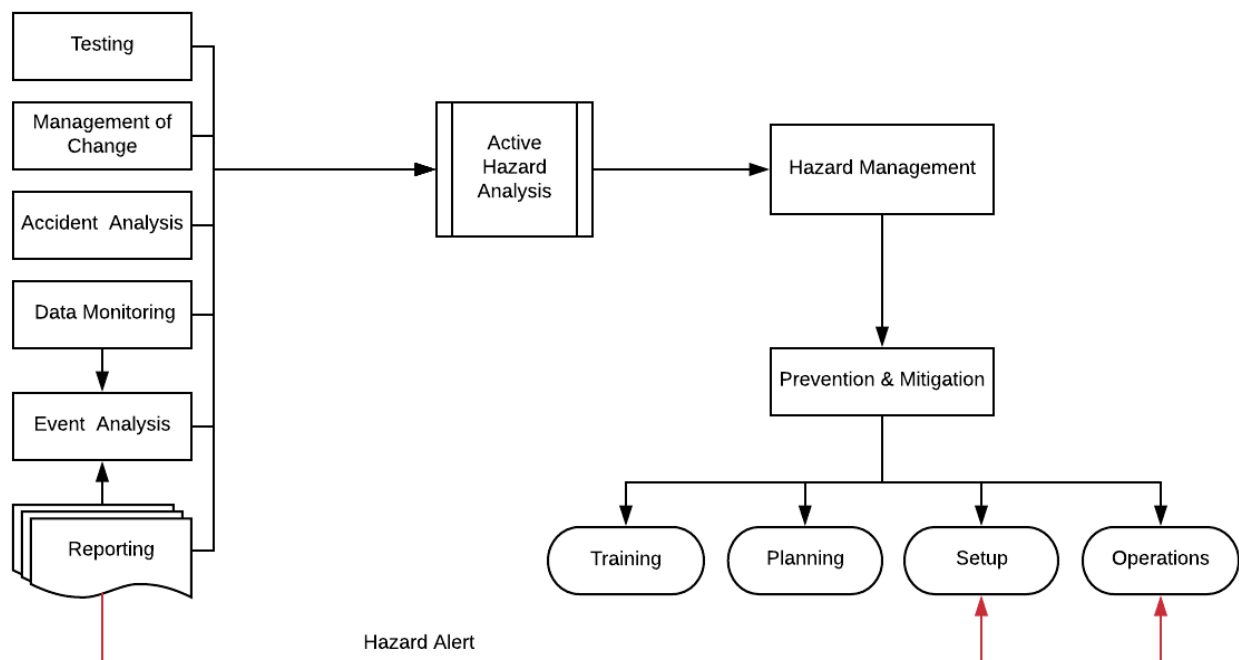 Testing
Management of
Change
Accident Analysis
Data Monitoring
Event Analysis
Reporting
Active
Hazard
Analysis
Hazard Management
Prevention & Mitigation
Training
Planning
Setup
Operations
Hazard Alert